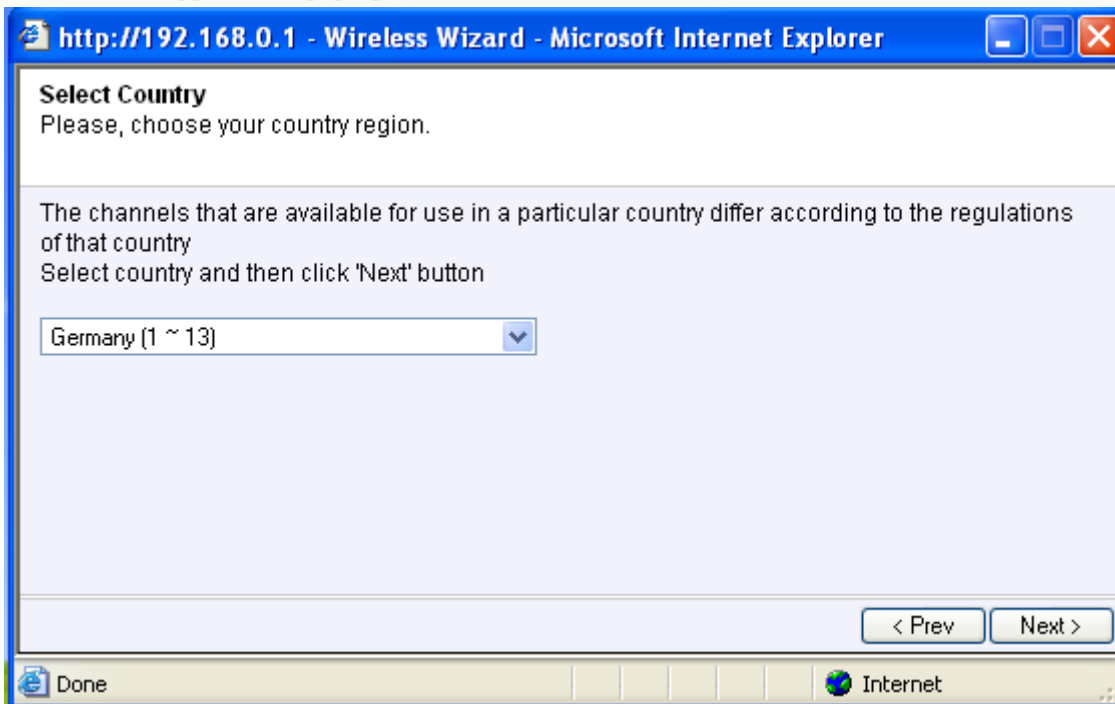 http://192.168.0.1 - Wireless Wizard - Microsoft Internet Explorer
Select Country
Please, choose your country region.
The channels that are available for use in a particular country differ according to the regulations
of that country
Select country and then click 'Next' button
Germany (1 ~ 13)
< Prev
Next >
Done
Internet